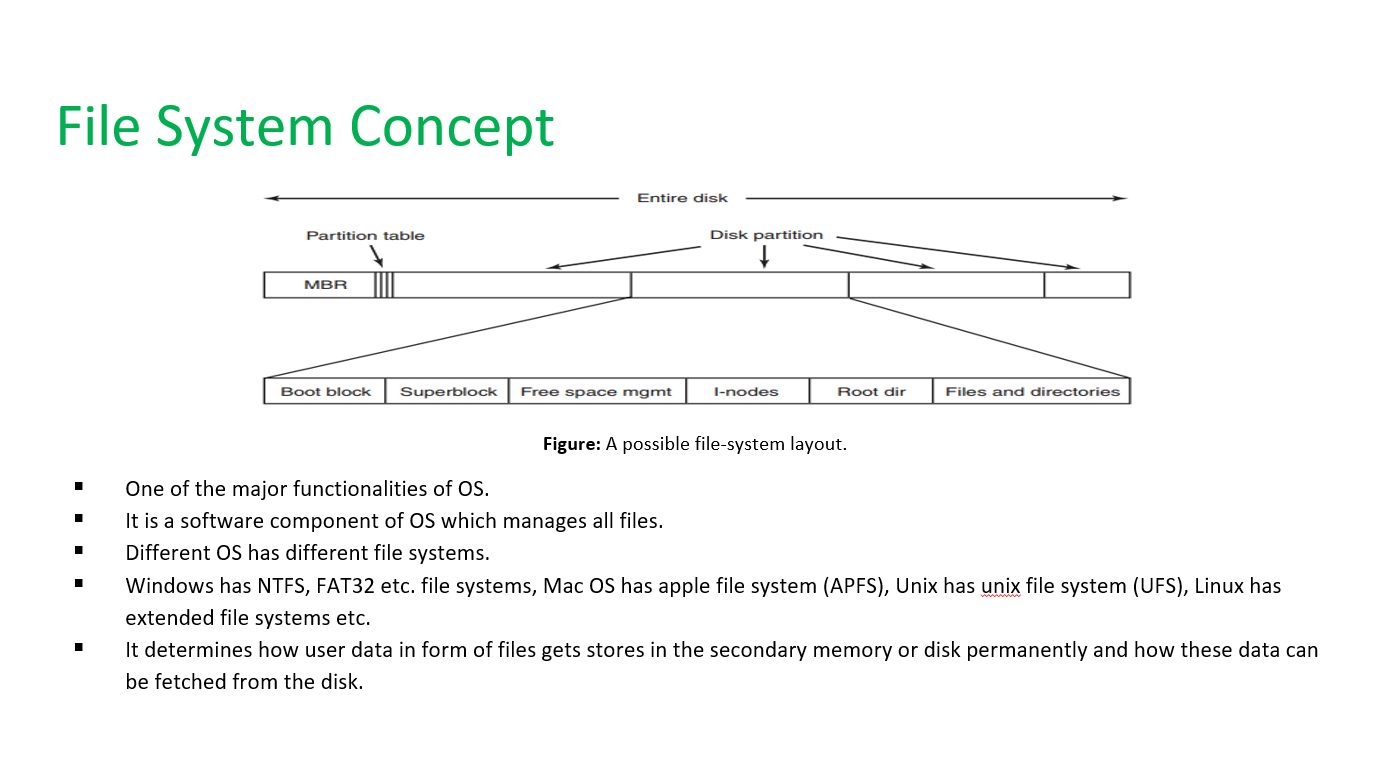 File System Concept
Entire disk
Partition table
Disk partition
MBR
Boot block
Superblock
Free space mgmt
I-nodes
Root dir
Files and directories
Figure: A possible file-system layout.
▪ One of the major functionalities of OS.
▪ It is a software component of OS which manages all files.
▪ Different OS has different file systems.
▪ Windows has NTFS, FAT32 etc. file systems, Mac OS has apple file system (APFS), Unix has unix file system (UFS), Linux has
extended file systems etc.
▪ It determines how user data in form of files gets stores in the secondary memory or disk permanently and how these data can
be fetched from the disk.